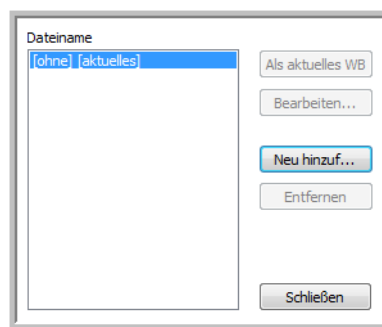 Dateiname
[ohne] [aktuelles]
Als aktuelles WB
Bearbeiten...
Neu hinzuf...
Entfernen
Schließen